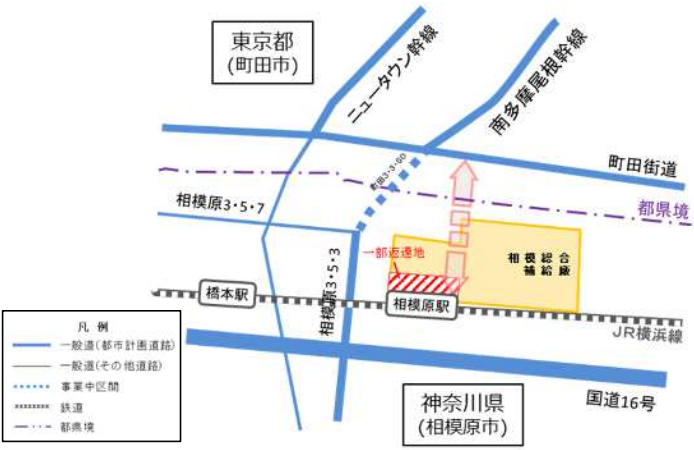 東京都
(町田市)
ニュータウン幹線
南多摩尾根幹線
町田3・3・50
町田街道
都県境
相模原3・5・7
相模総合
補給廠
一部返還地
相模原3・5・3
橋本駅
相模原駅
JR横浜線
国道16号
神奈川県
(相模原市)
凡例
一般道(都市計画道路)
一般道(その他道路)
事業中区間
鉄道
都県境